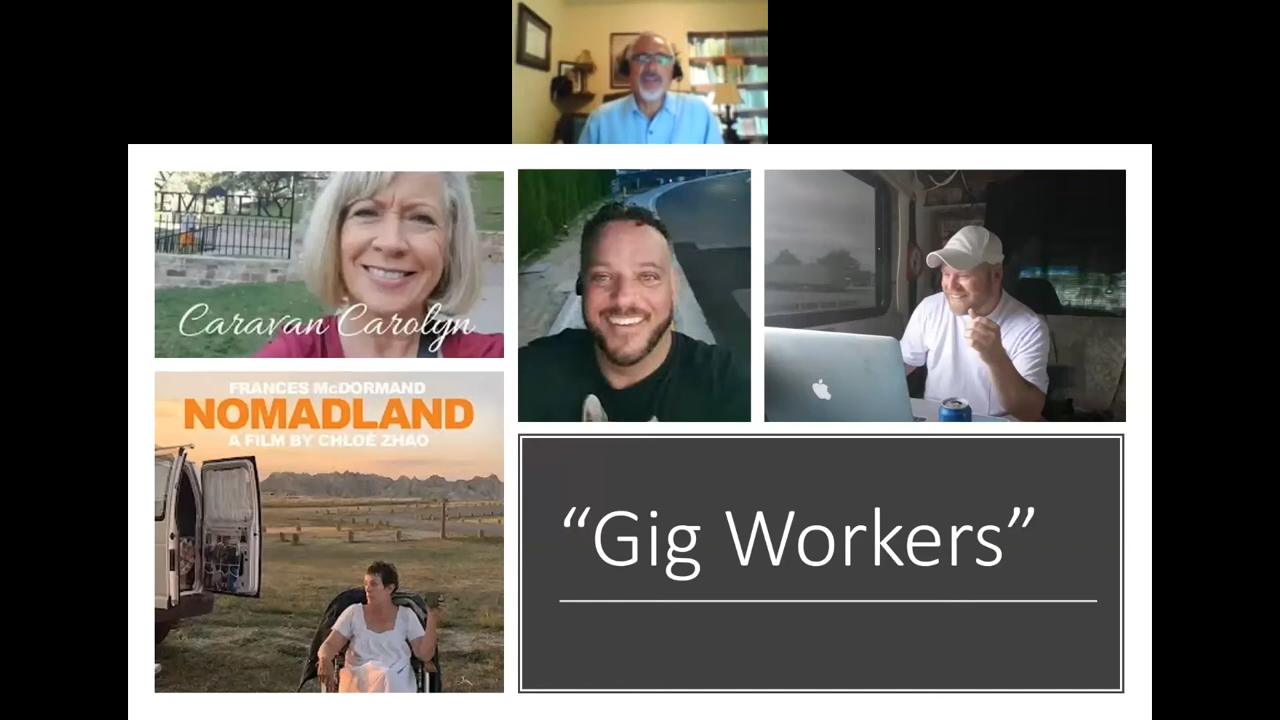 EMETERY
Caravan Carolyn
FRANCES McDORMAND
NOMADLAND
A FILM BY CHLOÉ ZHAO
“Gig Workers”